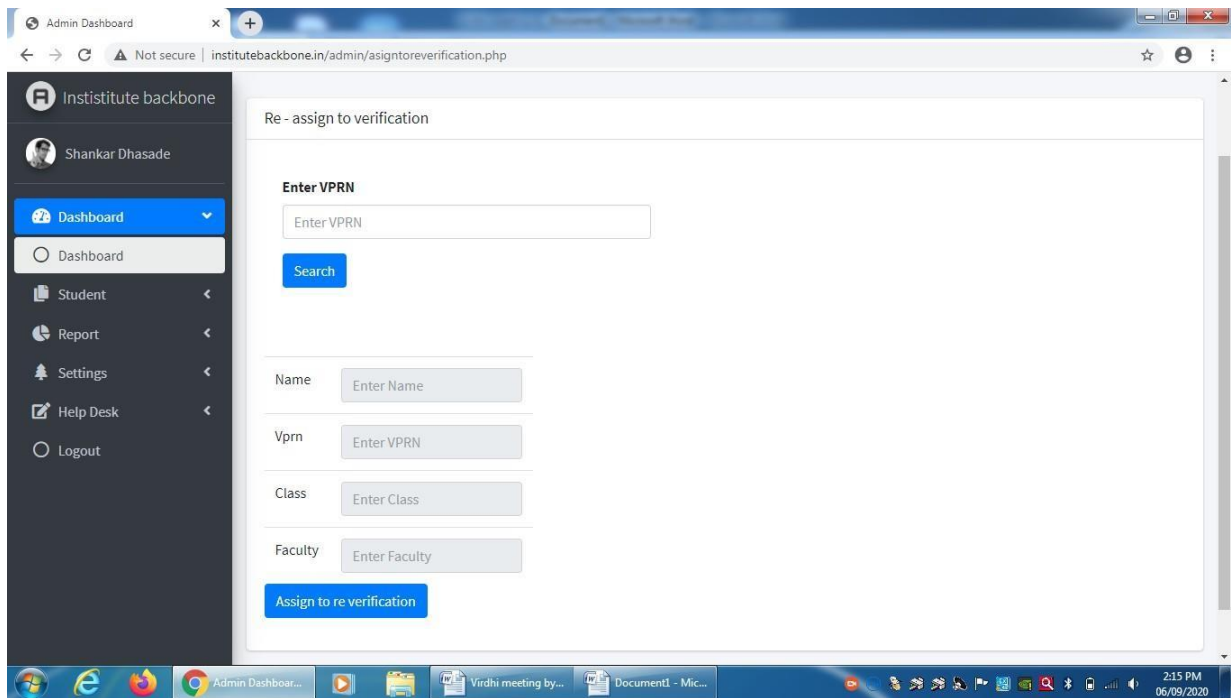 Admin Dashboard
Not secure | institutebackbone.in/admin/asigntoreverification.php
Instistitute backbone
Shankar Dhasade
Dashboard
Dashboard
Student
Report
Settings
Help Desk
Logout
Re - assign to verification
Enter VPRN
Enter VPRN
Search
Name Enter Name
Vprn Enter VPRN
Class Enter Class
Faculty Enter Faculty
Assign to re verification
Admin Dashboar... Virdhi meeting by... Document1 - Mic...
2:15 PM
06/09/2020